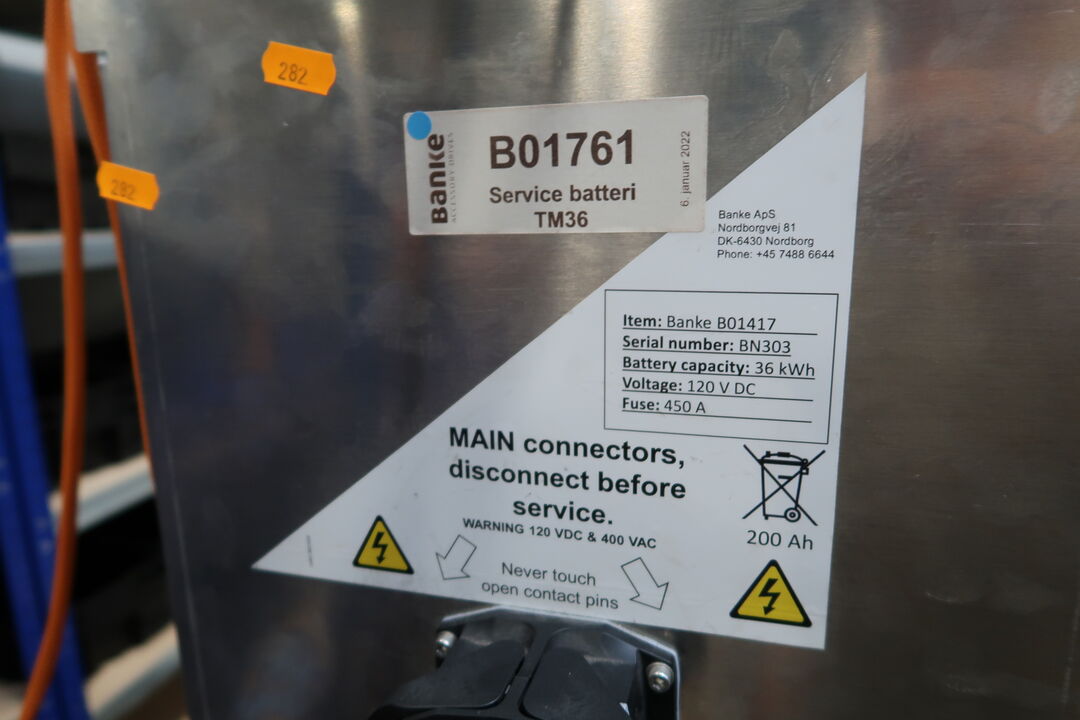 282
282
Banke
ACCESSORY DRIVES
B01761
Service batteri
TM36
6. januar 2022
Banke ApS
Nordborgvej 81
DK-6430 Nordborg
Phone: +45 7488 6644
Item: Banke B01417
Serial number: BN303
Battery capacity: 36 kWh
Voltage: 120 V DC
Fuse: 450 A
MAIN connectors,
disconnect before
service.
WARNING 120 VDC & 400 VAC
Never touch
open contact pins
200 Ah